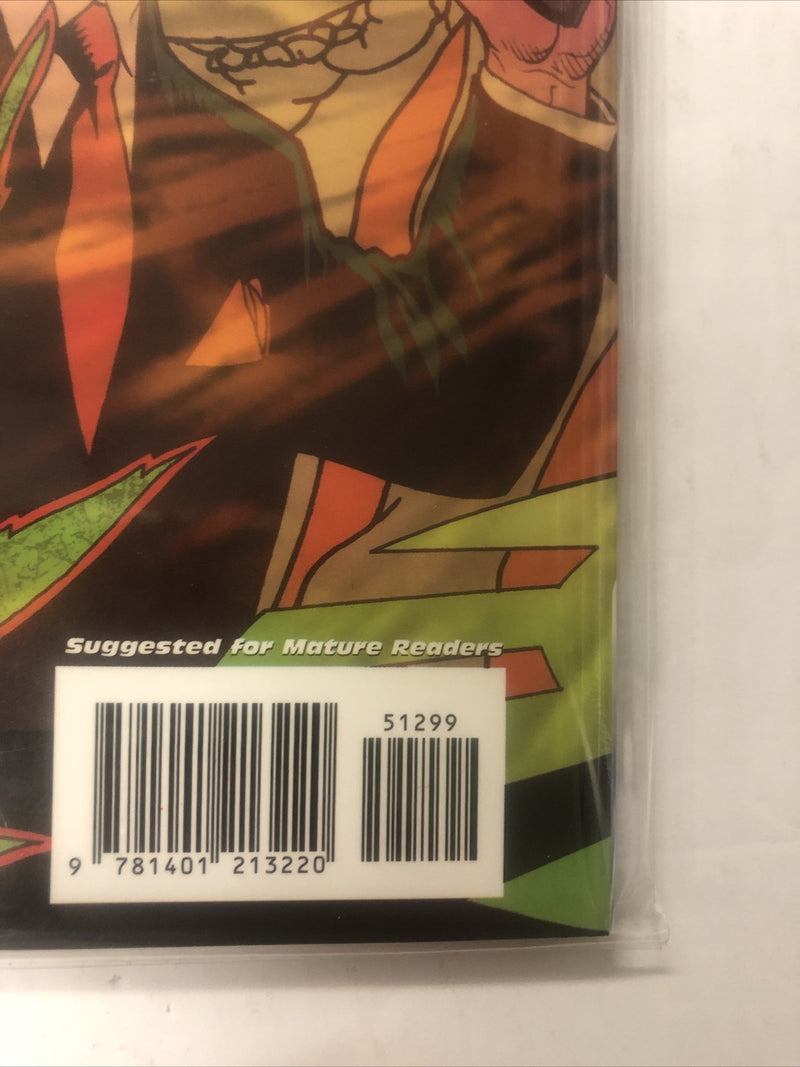 Suggested for Mature Readers
51299
9 781401 213220